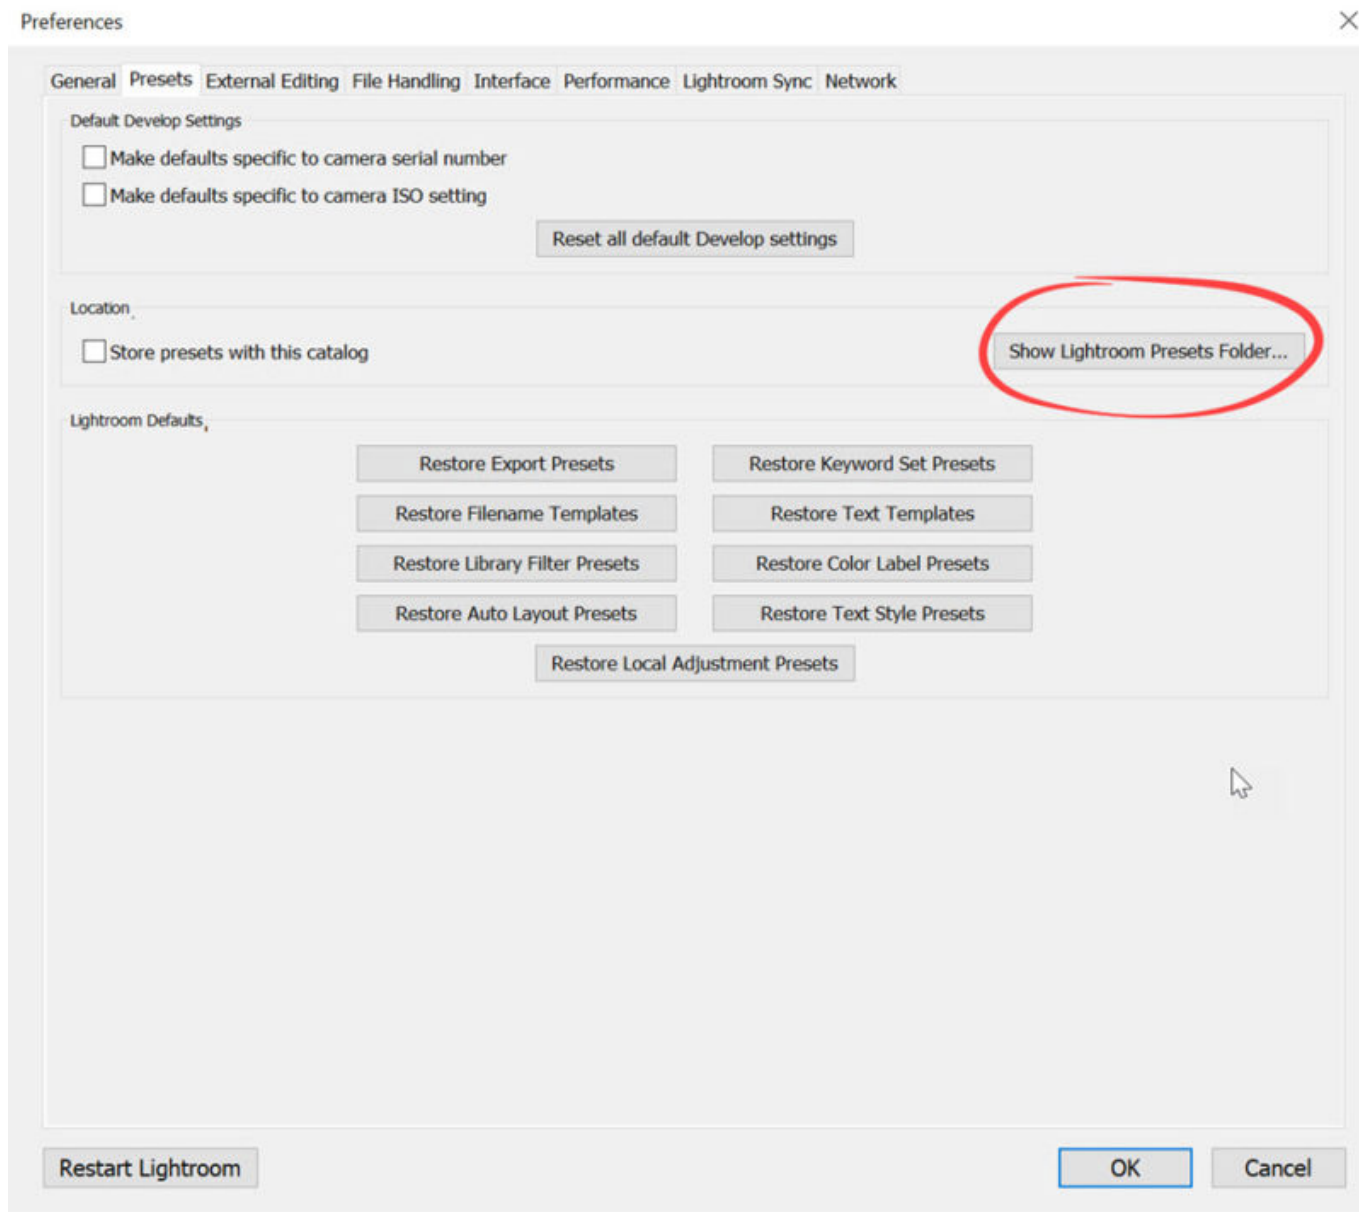 Preferences
General Presets External Editing File Handling Interface Performance Lightroom Sync Network
Default Develop Settings
Make defaults specific to camera serial number
Make defaults specific to camera ISO setting
Reset all default Develop settings
Location
Store presets with this catalog Show Lightroom Presets Folder...
Lightroom Defaults
Restore Export Presets Restore Keyword Set Presets
Restore Filename Templates Restore Text Templates
Restore Library Filter Presets Restore Color Label Presets
Restore Auto Layout Presets Restore Text Style Presets
Restore Local Adjustment Presets
Restart Lightroom OK Cancel